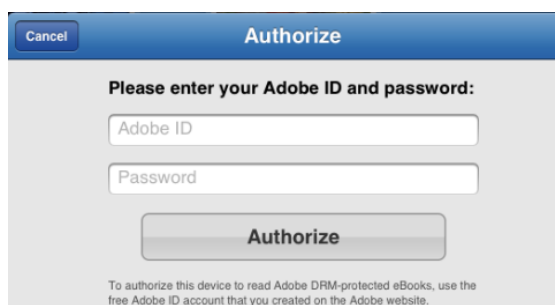 Cancel
Authorize
Please enter your Adobe ID and password:
Adobe ID
Password
Authorize
To authorize this device to read Adobe DRM-protected eBooks, use the
free Adobe ID account that you created on the Adobe website.